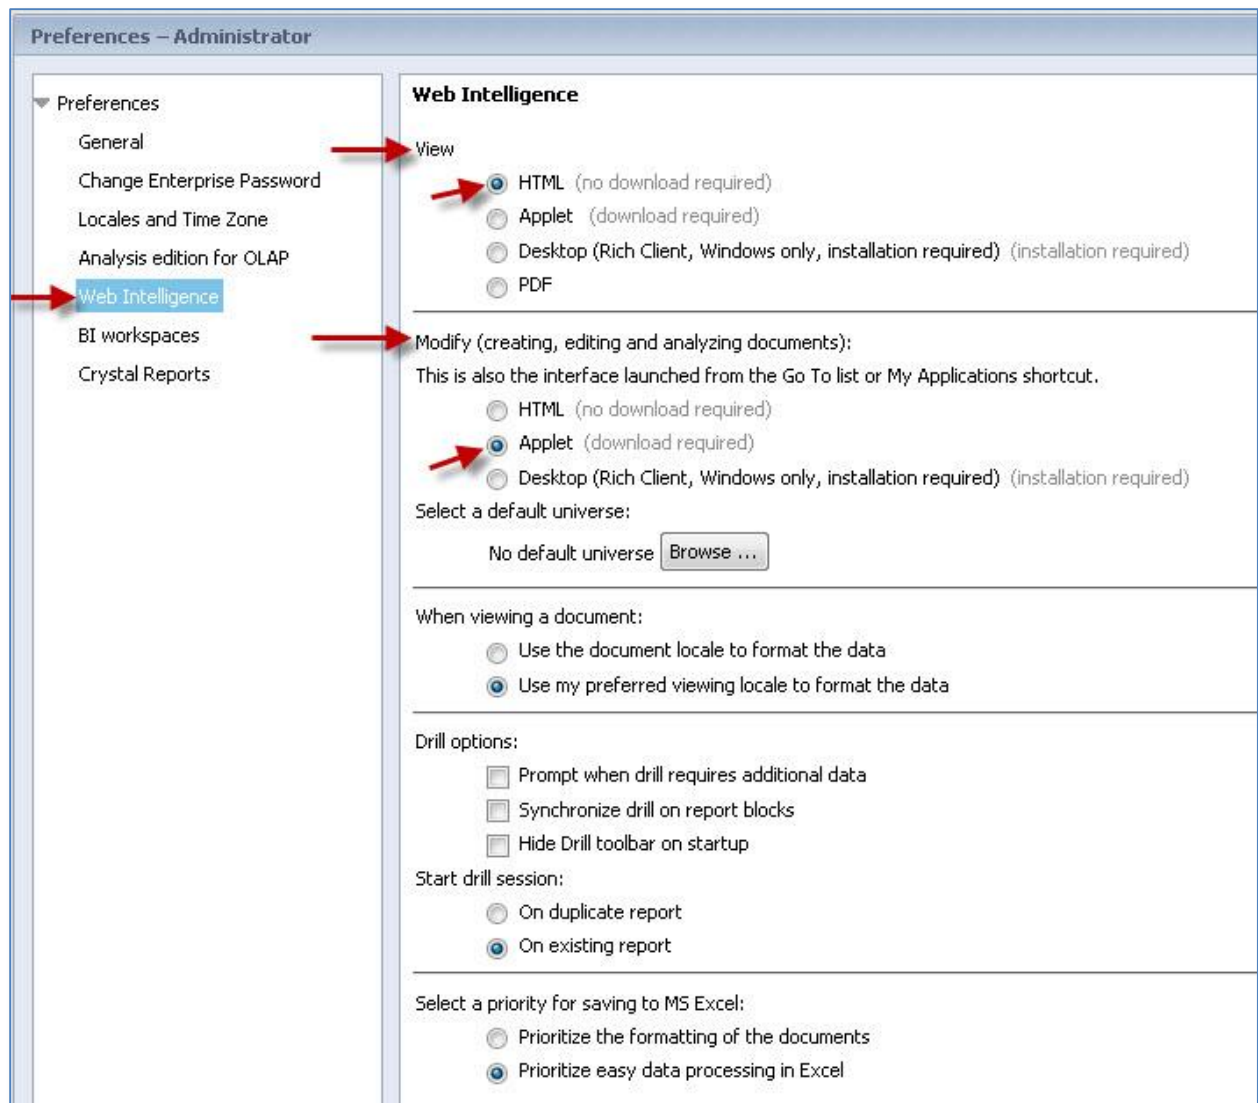 Preferences – Administrator
Preferences
General
Change Enterprise Password
Locales and Time Zone
Analysis edition for OLAP
Web Intelligence
BI workspaces
Crystal Reports
Web Intelligence
View
HTML (no download required)
Applet (download required)
Desktop (Rich Client, Windows only, installation required) (installation required)
PDF
Modify (creating, editing and analyzing documents):
This is also the interface launched from the Go To list or My Applications shortcut.
HTML (no download required)
Applet (download required)
Desktop (Rich Client, Windows only, installation required) (installation required)
Select a default universe:
No default universe Browse ...
When viewing a document:
Use the document locale to format the data
Use my preferred viewing locale to format the data
Drill options:
Prompt when drill requires additional data
Synchronize drill on report blocks
Hide Drill toolbar on startup
Start drill session:
On duplicate report
On existing report
Select a priority for saving to MS Excel:
Prioritize the formatting of the documents
Prioritize easy data processing in Excel